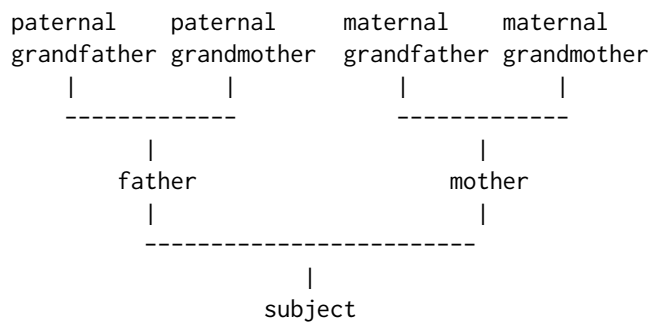 paternal paternal maternal maternal
grandfather grandmother grandfather grandmother
father mother
subject